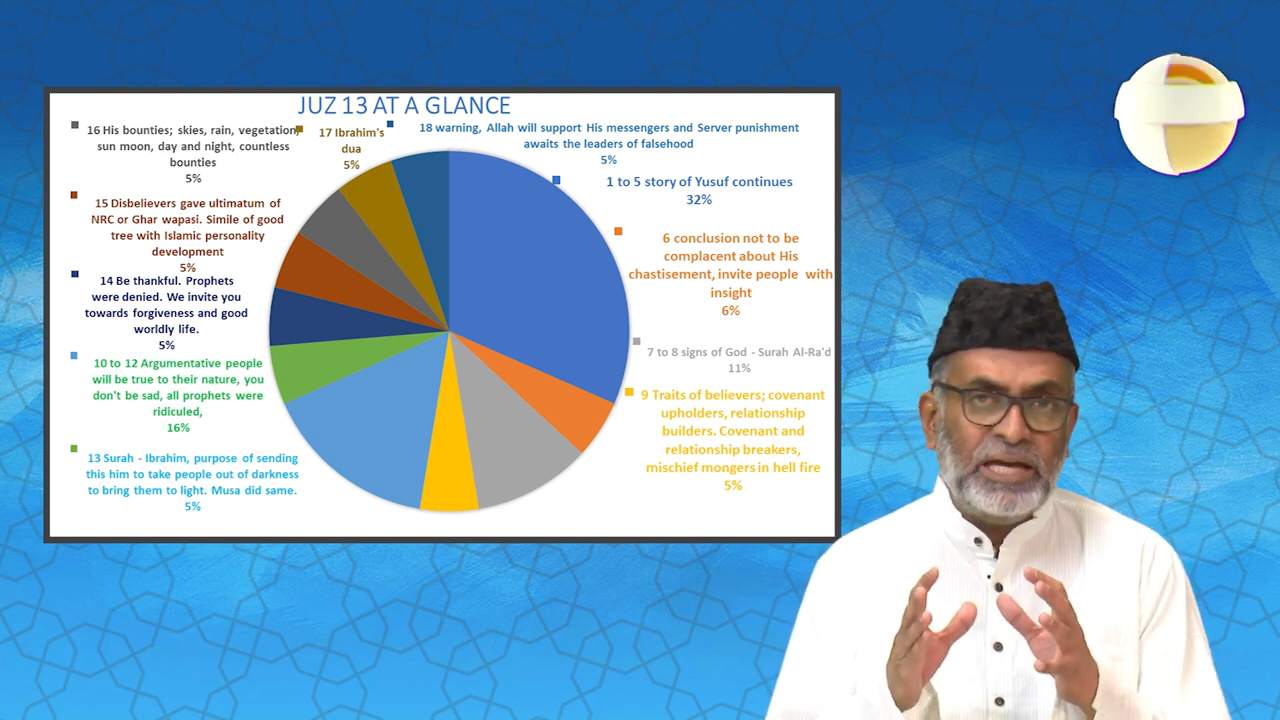 JUZ 13 AT A GLANCE
16 His bounties; skies, rain, vegetation,
sun moon, day and night, countless
bounties
5%
17 Ibrahim's
dua
5%
18 warning, Allah will support His messengers and Server punishment
awaits the leaders of falsehood
5%
1 to 5 story of Yusuf continues
32%
6 conclusion not to be
complacent about His
chastisement, invite people with
insight
6%
7 to 8 signs of God - Surah Al-Ra'd
11%
9 Traits of believers; covenant
upholders, relationship
builders. Covenant and
relationship breakers,
mischief mongers in hell fire
5%
15 Disbelievers gave ultimatum of
NRC or Ghar wapasi. Simile of good
tree with Islamic personality
development
5%
14 Be thankful. Prophets
were denied. We invite you
towards forgiveness and good
worldly life.
5%
10 to 12 Argumentative people
will be true to their nature, you
don't be sad, all prophets were
ridiculed,
16%
13 Surah - Ibrahim, purpose of sending
this him to take people out of darkness
to bring them to light. Musa did same.
5%